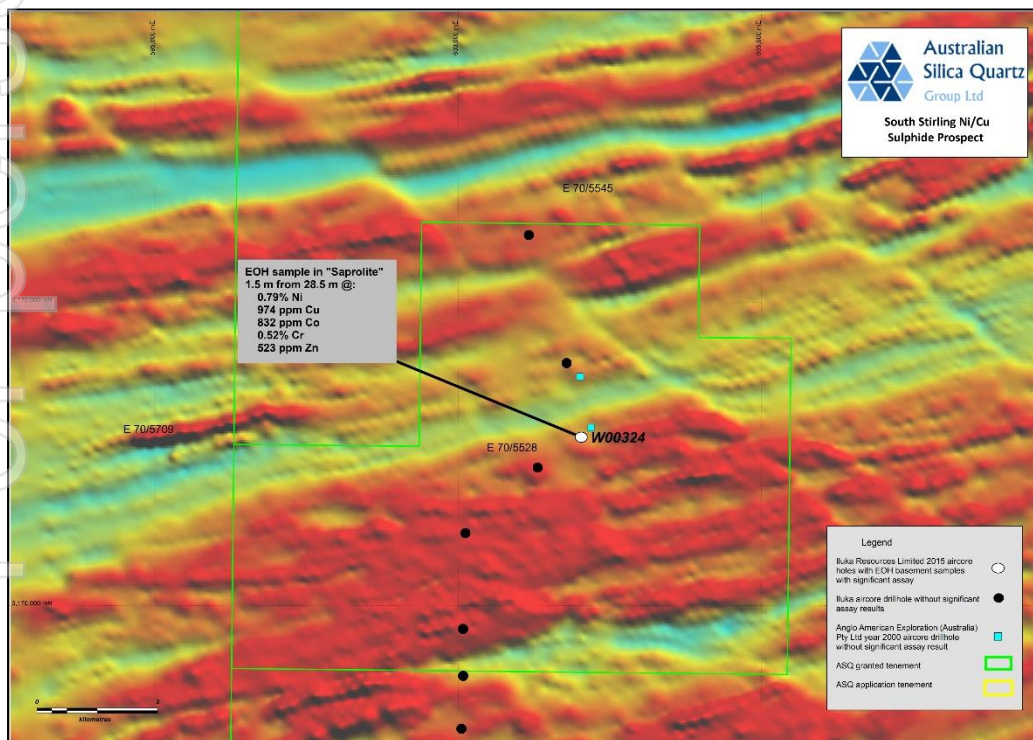 Australian
Silica Quartz
Group Ltd
South Stirling Ni/Cu
Sulphide Prospect
E 70/5545
EOH sample in "Saprolite"
1.5 m from 28.5 m @:
0.79% Ni
974 ppm Cu
832 ppm Co
0.52% Cr
523 ppm Zn
E 70/5709
W00324
E 70/5528
Legend
Iluka Resources Limited 2015 aircore
holes with EOH basement samples
with significant assay
Iluka aircore drillhole without significant
assay results
Anglo American Exploration (Australia)
Pty Ltd year 2000 aircore drillhole
without significant assay result
ASQ granted tenement
ASQ application tenement
0
2
kilometres